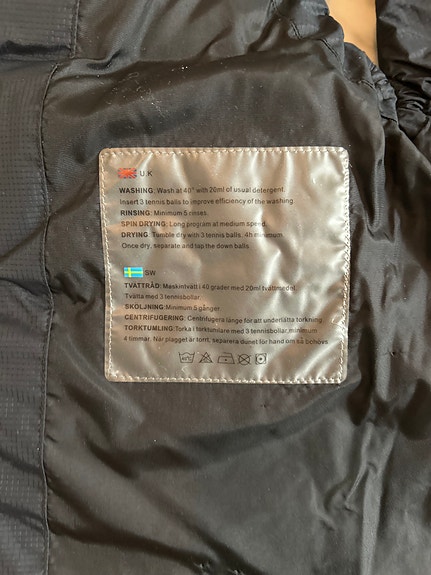 U.K
WASHING: Wash at 40° with 20ml of usual detergent.
Insert 3 tennis balls to improve efficiency of the washing.
RINSING: Minimum 5 rinses.
SPIN DRYING: Long program at medium speed.
DRYING: Tumble dry with 3 tennis balls. 4h minimum.
Once dry, separate and tap the down balls.
SW
TVÄTTRÅD: Maskintvätt i 40 grader med 20ml tvättmedel.
Tvätta med 3 tennisbollar.
SKÖLJNING: Minimum 5 gånger
CENTRIFUGERING: Centrifugera länge för att underlätta torkning.
TORKTUMLING: Torka i torktumlare med 3 tennisbollar, minimum
4 timmar. När plagget är torrt, separera dunet för hand om så behövs